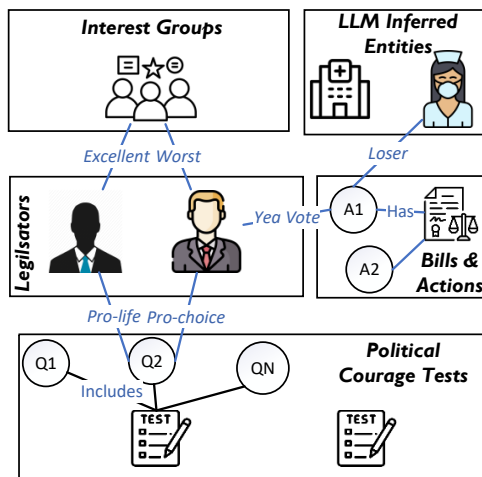 Interest Groups
LLM Inferred
Entities
Excellent Worst
Loser
Legilsators
Yea Vote
A1
Has
A2
Bills &
Actions
Pro-life Pro-choice
Q1
Q2
QN
Political
Courage Tests
Includes
TEST
TEST